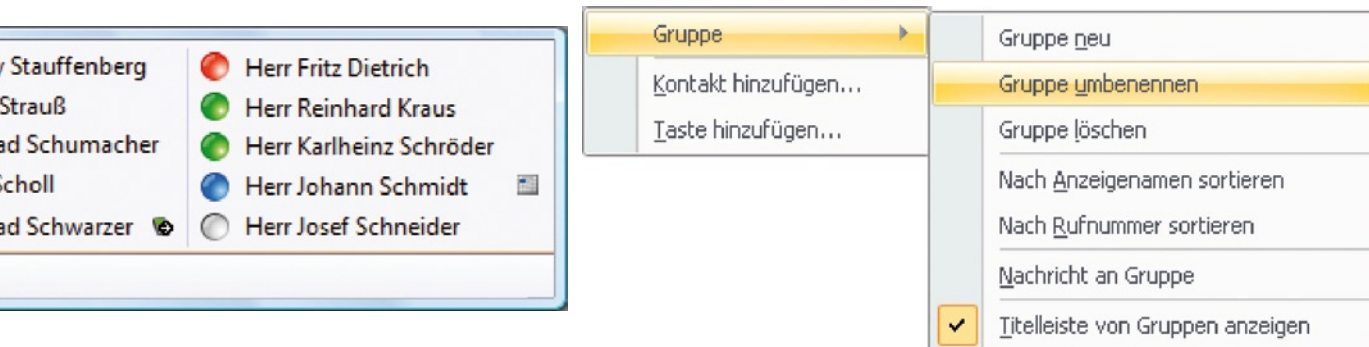 y Stauffenberg
Strauß
ad Schumacher
Scholl
ad Schwarzer
Herr Fritz Dietrich
Herr Reinhard Kraus
Herr Karlheinz Schröder
Herr Johann Schmidt
Herr Josef Schneider
Gruppe
Kontakt hinzufügen...
Taste hinzufügen...
Gruppe neu
Gruppe umbenennen
Gruppe löschen
Nach Anzeigenamen sortieren
Nach Rufnummer sortieren
Nachricht an Gruppe
Titelleiste von Gruppen anzeigen